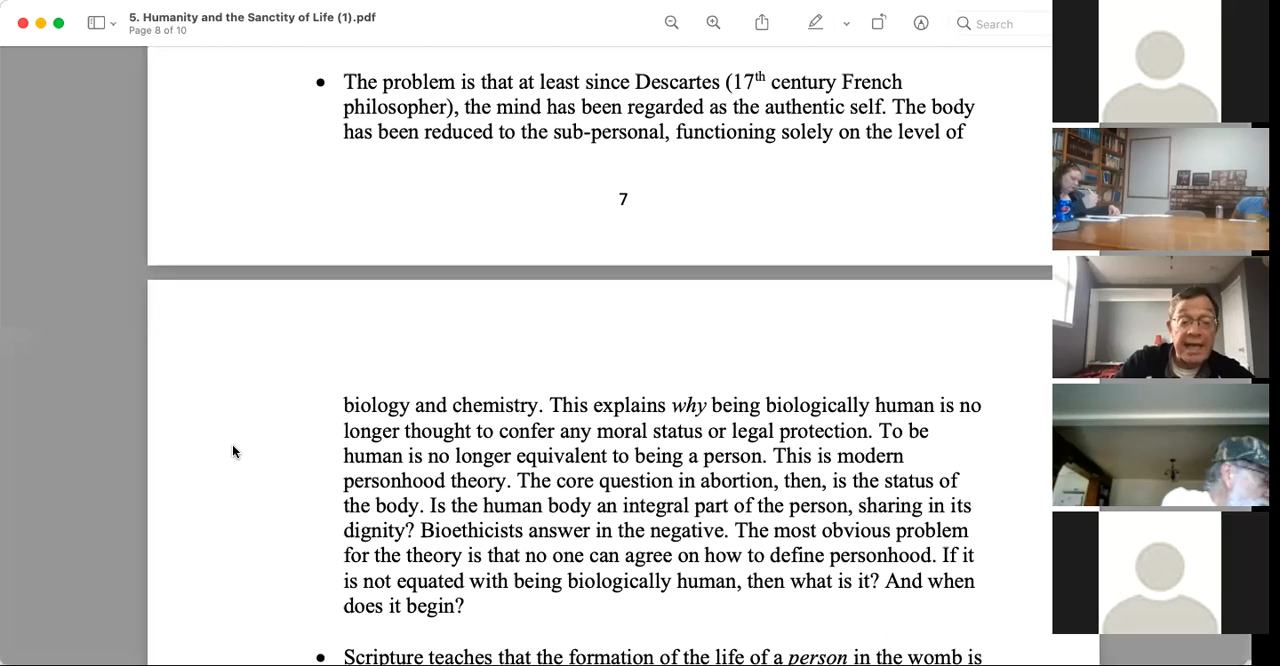 5. Humanity and the Sanctity of Life (1).pdf
Page 8 of 10
Search
• The problem is that at least since Descartes (17th century French
philosopher), the mind has been regarded as the authentic self. The body
has been reduced to the sub-personal, functioning solely on the level of
7
biology and chemistry. This explains why being biologically human is no
longer thought to confer any moral status or legal protection. To be
human is no longer equivalent to being a person. This is modern
personhood theory. The core question in abortion, then, is the status of
the body. Is the human body an integral part of the person, sharing in its
dignity? Bioethicists answer in the negative. The most obvious problem
for the theory is that no one can agree on how to define personhood. If it
is not equated with being biologically human, then what is it? And when
does it begin?
• Scripture teaches that the formation of the life of a person in the womb is